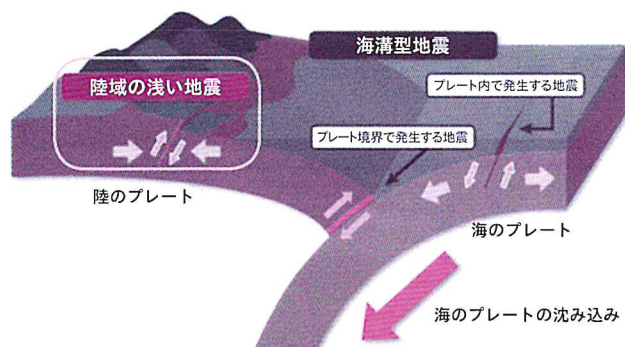 海溝型地震
陸域の浅い地震
プレート内で発生する地震
プレート境界で発生する地震
陸のプレート
海のプレート
海のプレートの沈み込み